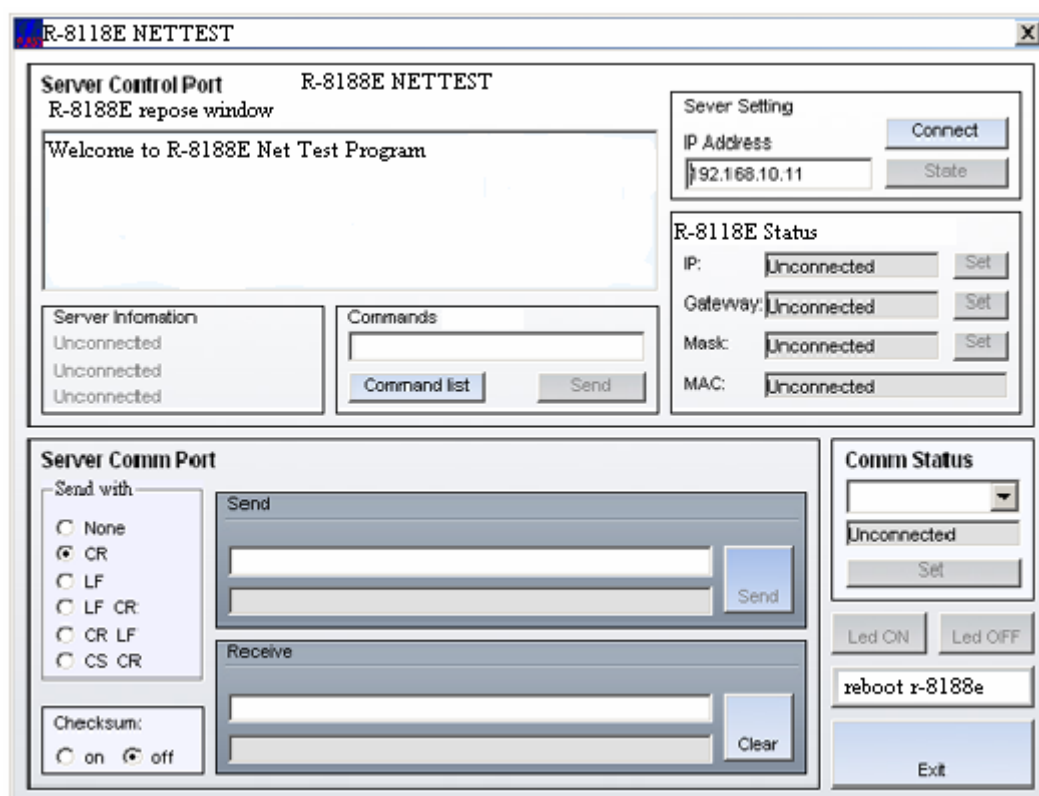 R-8118E NETTEST
Server Control Port
R-8188E NETTEST
R-8188E repose window
Welcome to R-8188E Net Test Program
Sever Setting
IP Address
Connect
192.168.10.11
State
R-8118E Status
IP:
Unconnected
Set
Gateway:
Unconnected
Set
Mask:
Unconnected
Set
MAC:
Unconnected
Server Infomation
Unconnected
Unconnected
Unconnected
Commands
Command list
Send
Server Comm Port
Send with
None
CR
LF
LF CR
CR LF
CS CR
Checksum:
on
off
Send
Send
Receive
Clear
Comm Status
Unconnected
Set
Led ON
Led OFF
reboot r-8188e
Exit